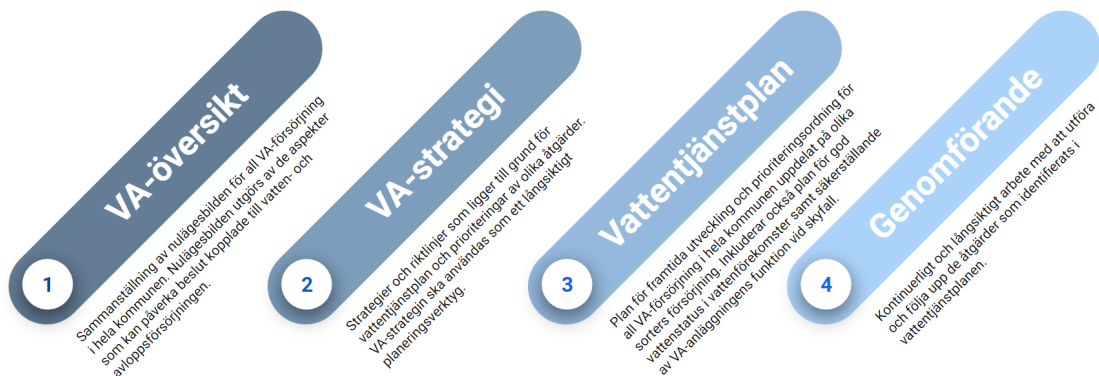 VA-översikt
1
Sammanställning av nulägesbilden för all VA-försörjning
i hela kommunen. Nulägesbilden utgörs av de aspekter
som kan påverka beslut kopplade till vatten- och
avloppsförsörjningen.
VA-strategi
2
Strategier och riktlinjer som ligger till grund för
vattentjänstplan och prioriteringar av olika åtgärder.
VA-strategin ska användas som ett långsiktigt
planeringsverktyg.
Vattentjänstplan
3
Plan för framtida utveckling och prioriteringsordning för
all VA-försörjning i hela kommunen uppdelat på olika
sorters försörjning. Inkluderar också plan för god
vattenstatus i vattenförekomster samt säkerställande
av VA-anläggningens funktion vid skyfall.
Genomförande
4
Kontinuerligt och långsiktigt arbete med att utföra
och följa upp de åtgärder som identifierats i
vattentjänstplanen.